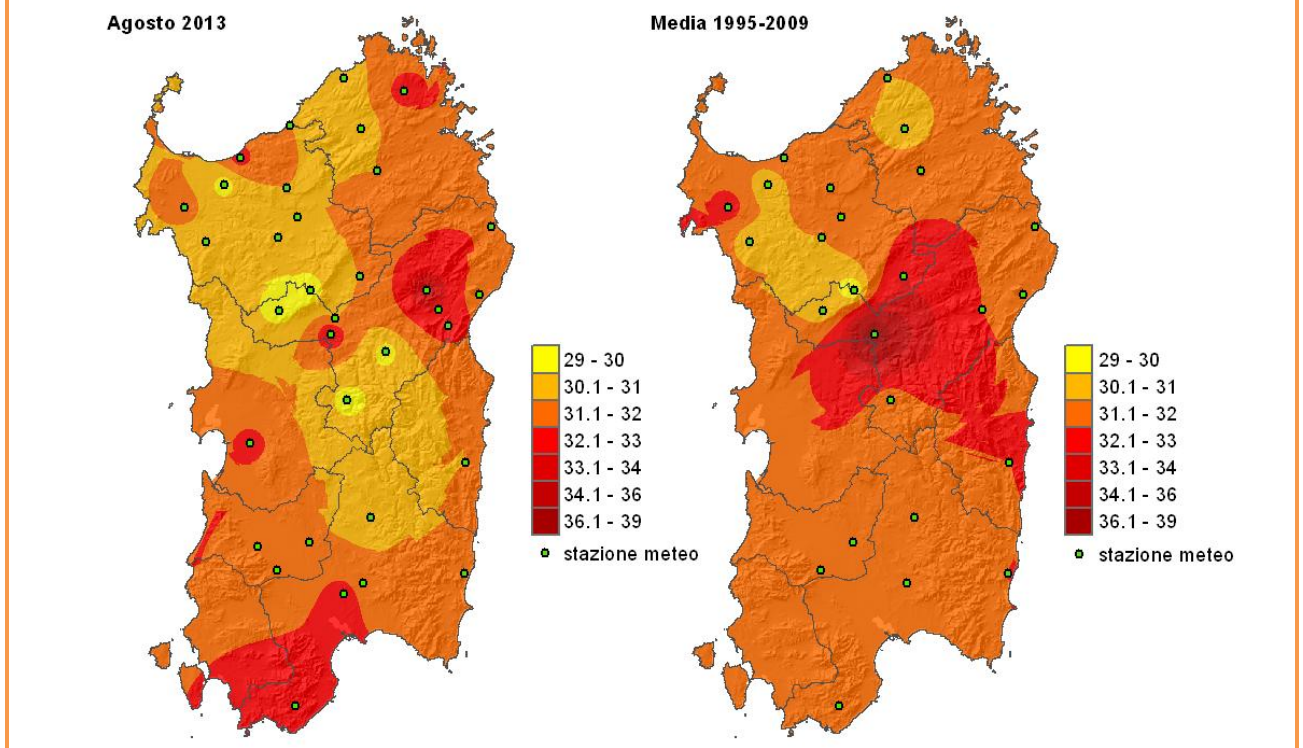 Agosto 2013
Media 1995-2009
29 - 30
30.1 - 31
31.1 - 32
32.1 - 33
33.1 - 34
34.1 - 36
36.1 - 39
stazione meteo
29 - 30
30.1 - 31
31.1 - 32
32.1 - 33
33.1 - 34
34.1 - 36
36.1 - 39
stazione meteo